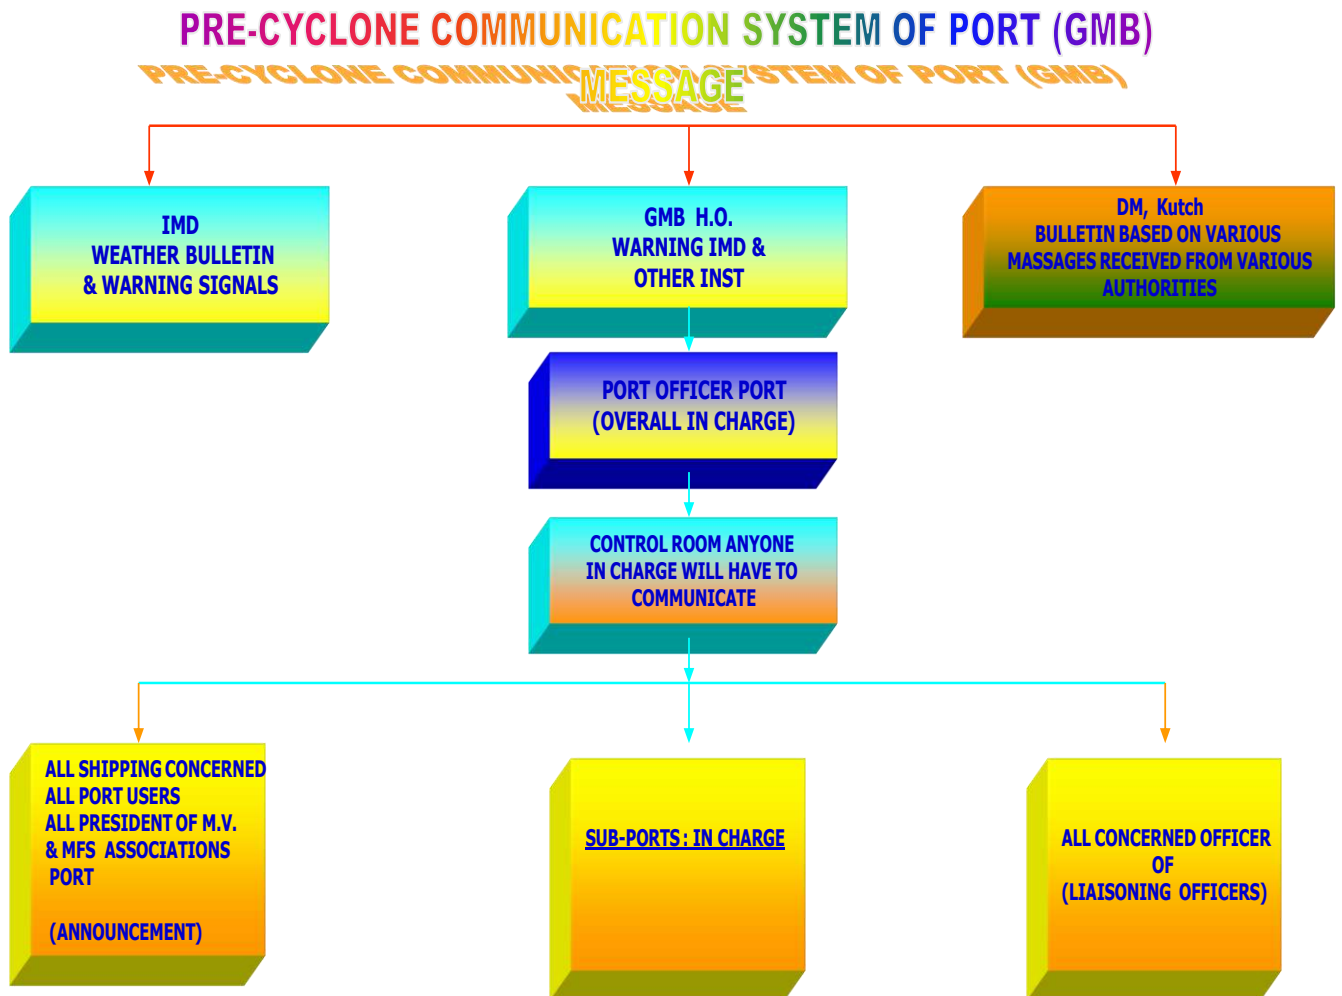 PRE-CYCLONE COMMUNICATION SYSTEM OF PORT (GMB)
MESSAGE
IMD
WEATHER BULLETIN
& WARNING SIGNALS
GMB H.O.
WARNING IMD &
OTHER INST
DM, Kutch
BULLETIN BASED ON VARIOUS
MASSAGES RECEIVED FROM VARIOUS
AUTHORITIES
PORT OFFICER PORT
(OVERALL IN CHARGE)
CONTROL ROOM ANYONE
IN CHARGE WILL HAVE TO
COMMUNICATE
ALL SHIPPING CONCERNED
ALL PORT USERS
ALL PRESIDENT OF M.V.
& MFS ASSOCIATIONS
PORT
(ANNOUNCEMENT)
SUB-PORTS : IN CHARGE
ALL CONCERNED OFFICER
OF
(LIAISONING OFFICERS)